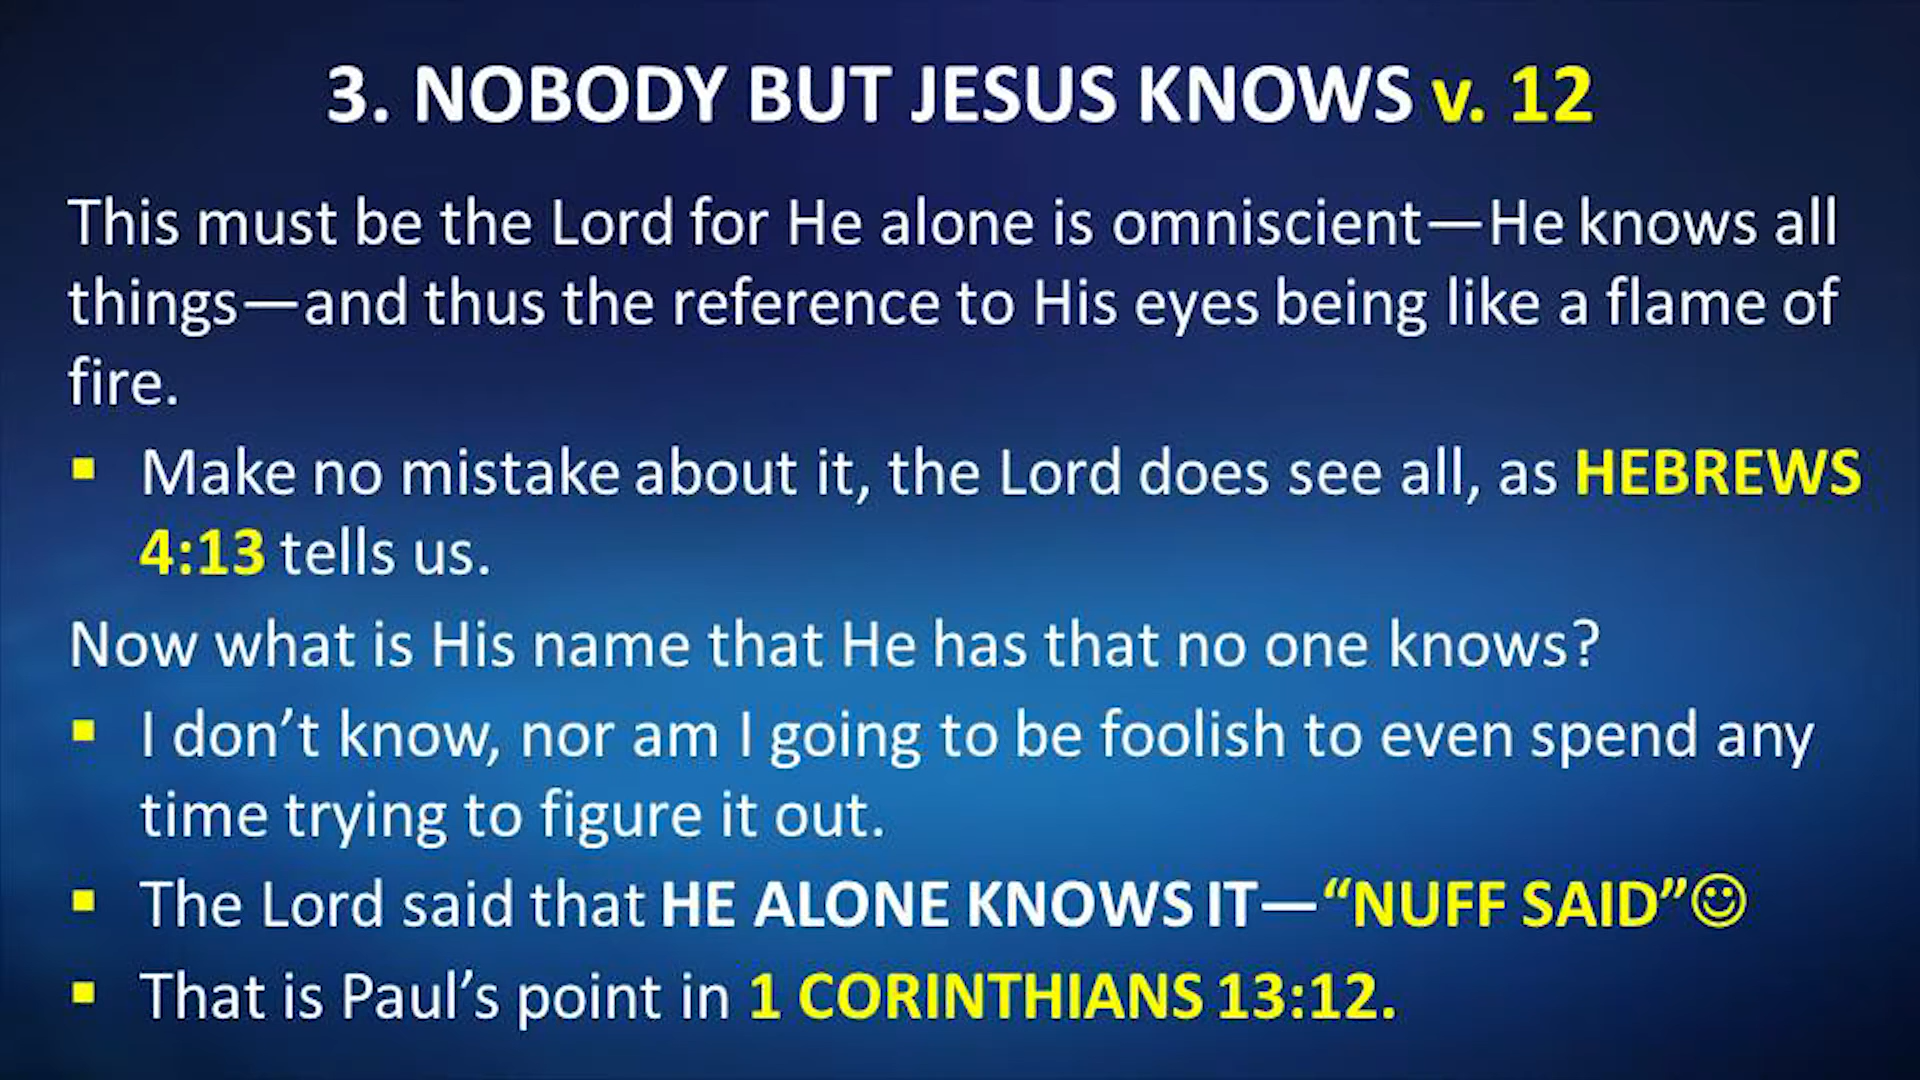 3. NOBODY BUT JESUS KNOWS v. 12
This must be the Lord for He alone is omniscient—He knows all
things—and thus the reference to His eyes being like a flame of
fire.
▪ Make no mistake about it, the Lord does see all, as HEBREWS
4:13 tells us.
Now what is His name that He has that no one knows?
▪ I don’t know, nor am I going to be foolish to even spend any
time trying to figure it out.
▪ The Lord said that HE ALONE KNOWS IT—“NUFF SAID”☺
▪ That is Paul’s point in 1 CORINTHIANS 13:12.